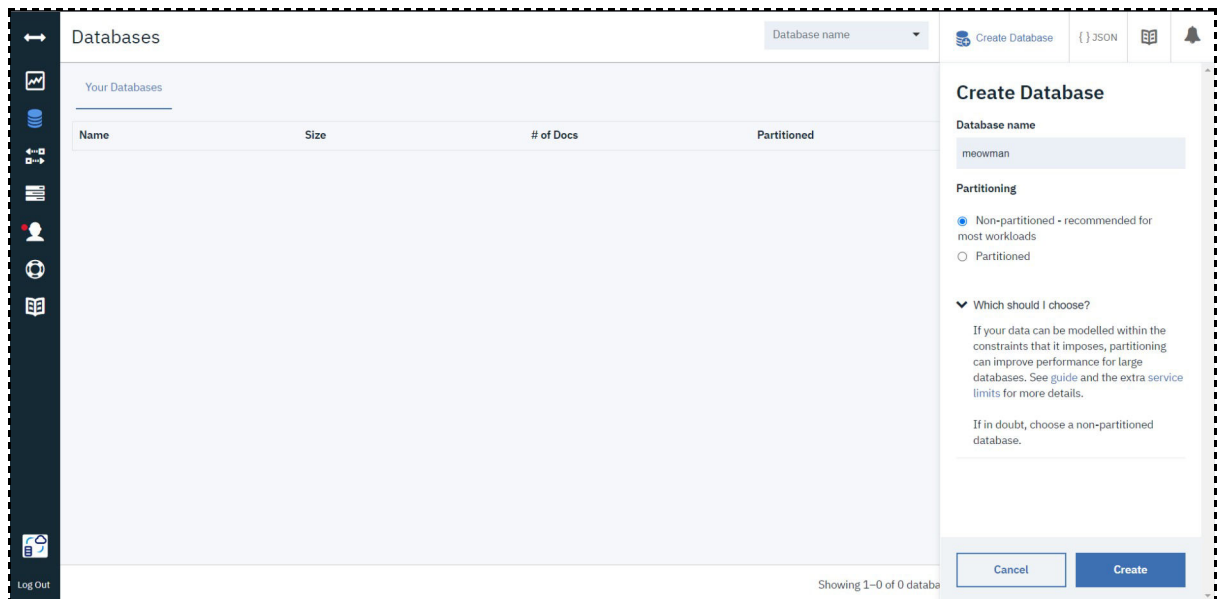 Databases
Database name
Create Database
{ } JSON
Your Databases
Name Size # of Docs Partitioned
Create Database
Database name
meowman
Partitioning
Non-partitioned - recommended for
most workloads
Partitioned
Which should I choose?
If your data can be modelled within the
constraints that it imposes, partitioning
can improve performance for large
databases. See guide and the extra service
limits for more details.
If in doubt, choose a non-partitioned
database.
Cancel
Create
Log Out
Showing 1–0 of 0 databa